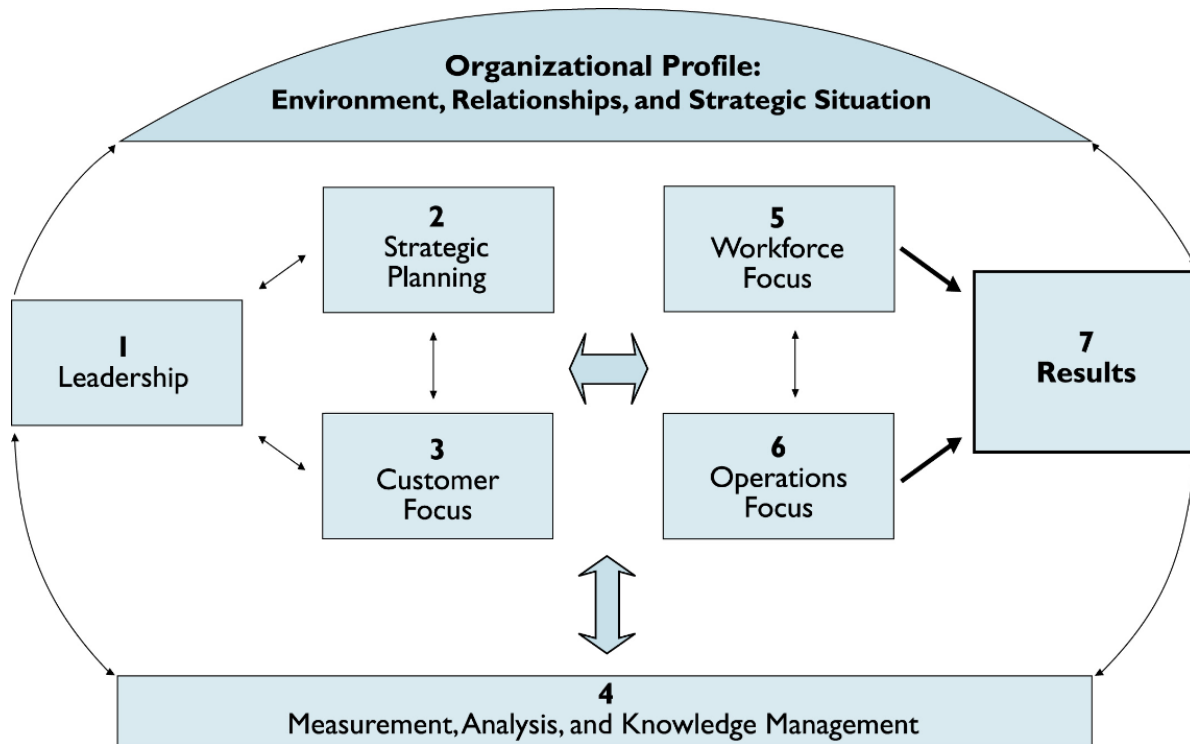 Organizational Profile:
Environment, Relationships, and Strategic Situation
1
Leadership
2
Strategic
Planning
3
Customer
Focus
5
Workforce
Focus
6
Operations
Focus
7
Results
4
Measurement, Analysis, and Knowledge Management